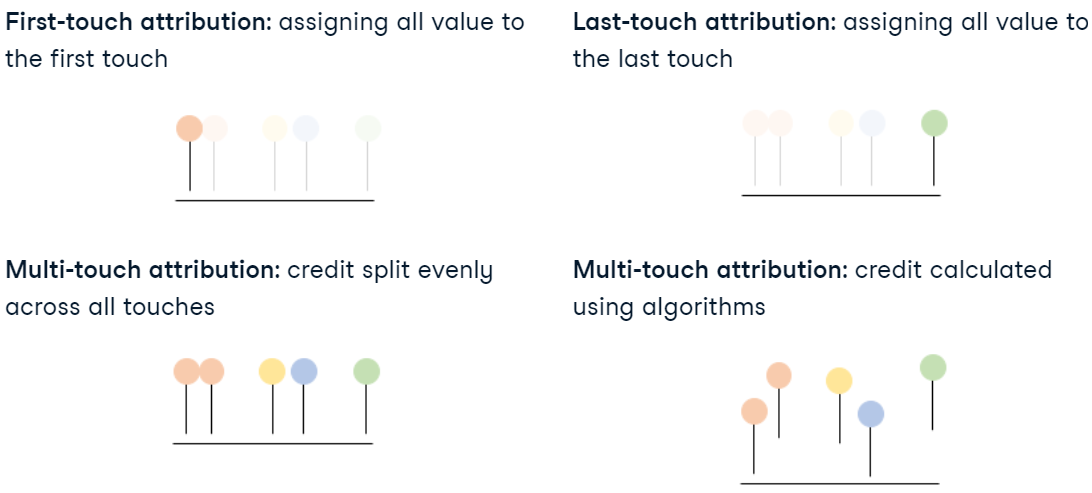 First-touch attribution: assigning all value to
the first touch
Last-touch attribution: assigning all value to
the last touch
Multi-touch attribution: credit split evenly
across all touches
Multi-touch attribution: credit calculated
using algorithms